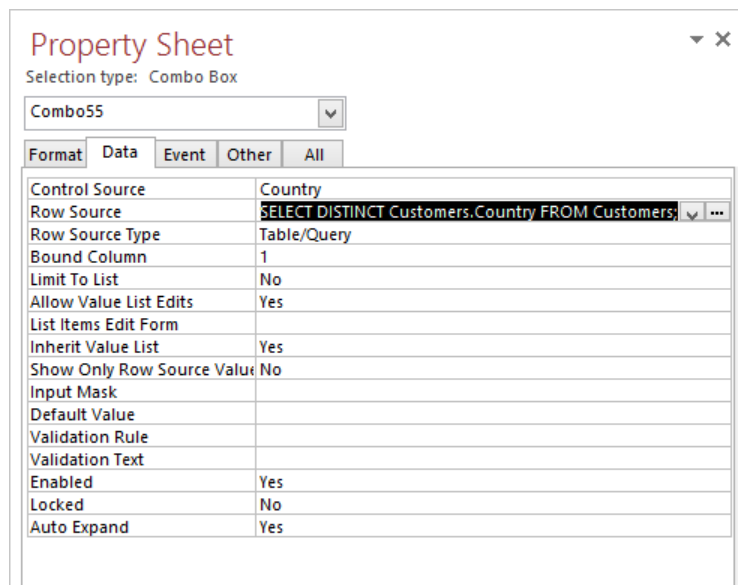 Property Sheet
Selection type: Combo Box
Combo55
Format Data Event Other All
Control Source Country
Row Source SELECT DISTINCT Customers.Country FROM Customers;
Row Source Type Table/Query
Bound Column 1
Limit To List No
Allow Value List Edits Yes
List Items Edit Form
Inherit Value List Yes
Show Only Row Source Value No
Input Mask
Default Value
Validation Rule
Validation Text
Enabled Yes
Locked No
Auto Expand Yes